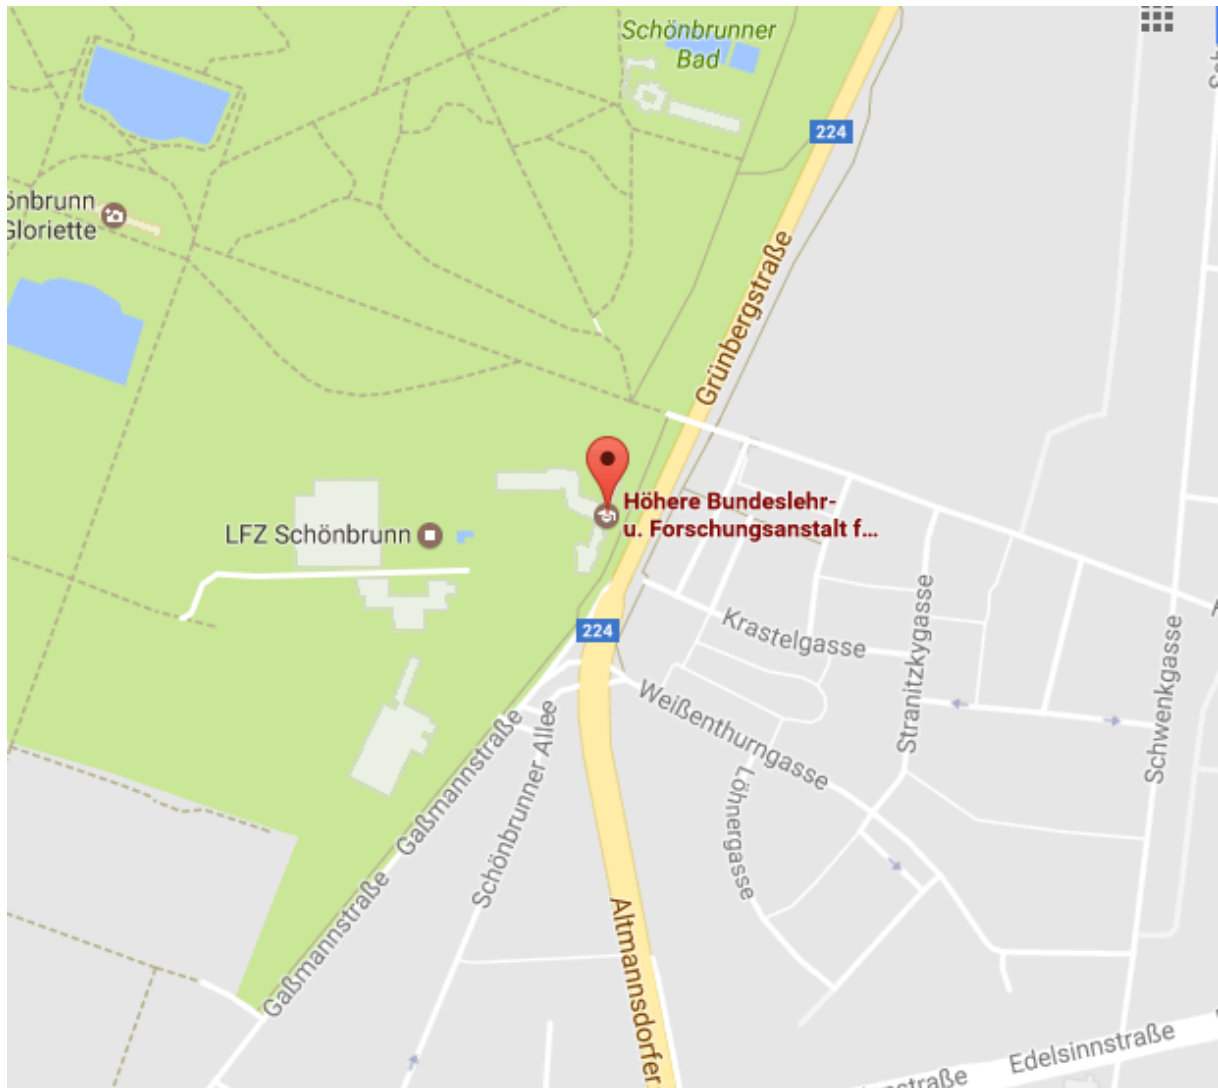 Schönbrunner
Bad
224
önbrunn
Gloriette
Grünbergstraße
Höhere Bundeslehr-
u. Forschungsanstalt f...
LFZ Schönbrunn
224
Krastelgasse
Stranitzkygasse
Schwenkgasse
Weißenthurngasse
Löhnergasse
Gaßmannstraße
Schönbrunner Allee
Gaßmannstraße
Altmannsdorfer
Edelsinnstraße
nstraße